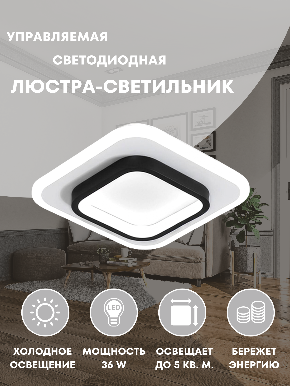 УПРАВЛЯЕМАЯ
СВЕТОДИОДНАЯ
ЛЮСТРА-СВЕТИЛЬНИК
LED
ХОЛОДНОЕ
ОСВЕЩЕНИЕ
МОЩНОСТЬ
36 W
ОСВЕЩАЕТ
ДО 5 КВ. М.
БЕРЕЖЕТ
ЭНЕРГИЮ